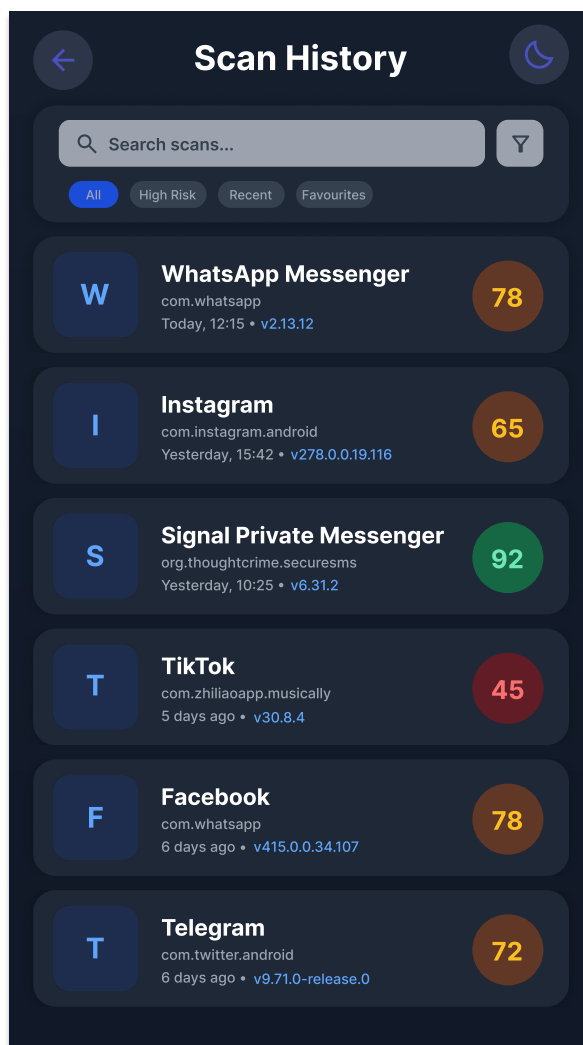 Scan History
Search scans...
All High Risk Recent Favourites
W
WhatsApp Messenger
com.whatsapp
Today, 12:15 • v2.13.12
78
I
Instagram
com.instagram.android
Yesterday, 15:42 • v278.0.0.19.116
65
S
Signal Private Messenger
org.thoughtcrime.securesms
Yesterday, 10:25 • v6.31.2
92
T
TikTok
com.zhiliaoapp.musically
5 days ago • v30.8.4
45
F
Facebook
com.whatsapp
6 days ago • v415.0.0.34.107
78
T
Telegram
com.twitter.android
6 days ago • v9.71.0-release.0
72